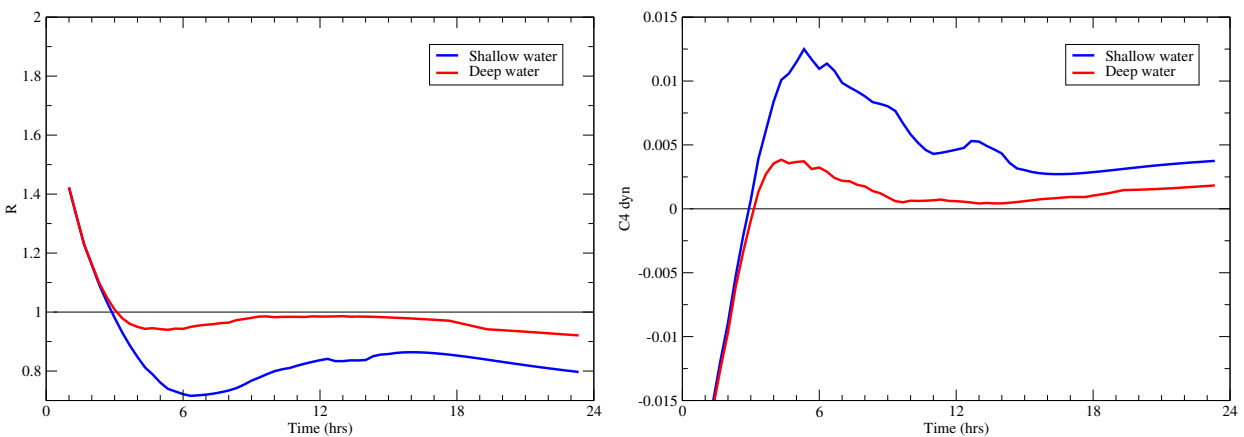 2
1.8
1.6
1.4
1.2
1
0.8
R
0 6 12 18 24
Time (hrs)
Shallow water
Deep water
0.015
0.01
0.005
0
-0.005
-0.01
-0.015
C4 dyn
0 6 12 18 24
Time (hrs)
Shallow water
Deep water